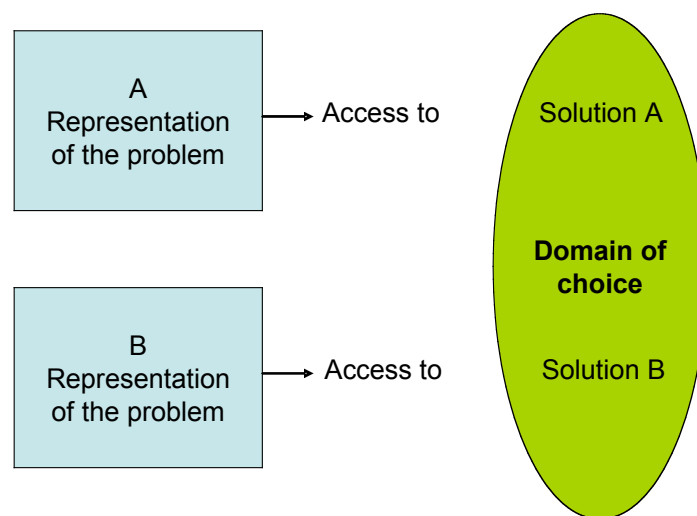 A
Representation
of the problem
Access to
Solution A
Domain of
choice
B
Representation
of the problem
Access to
Solution B